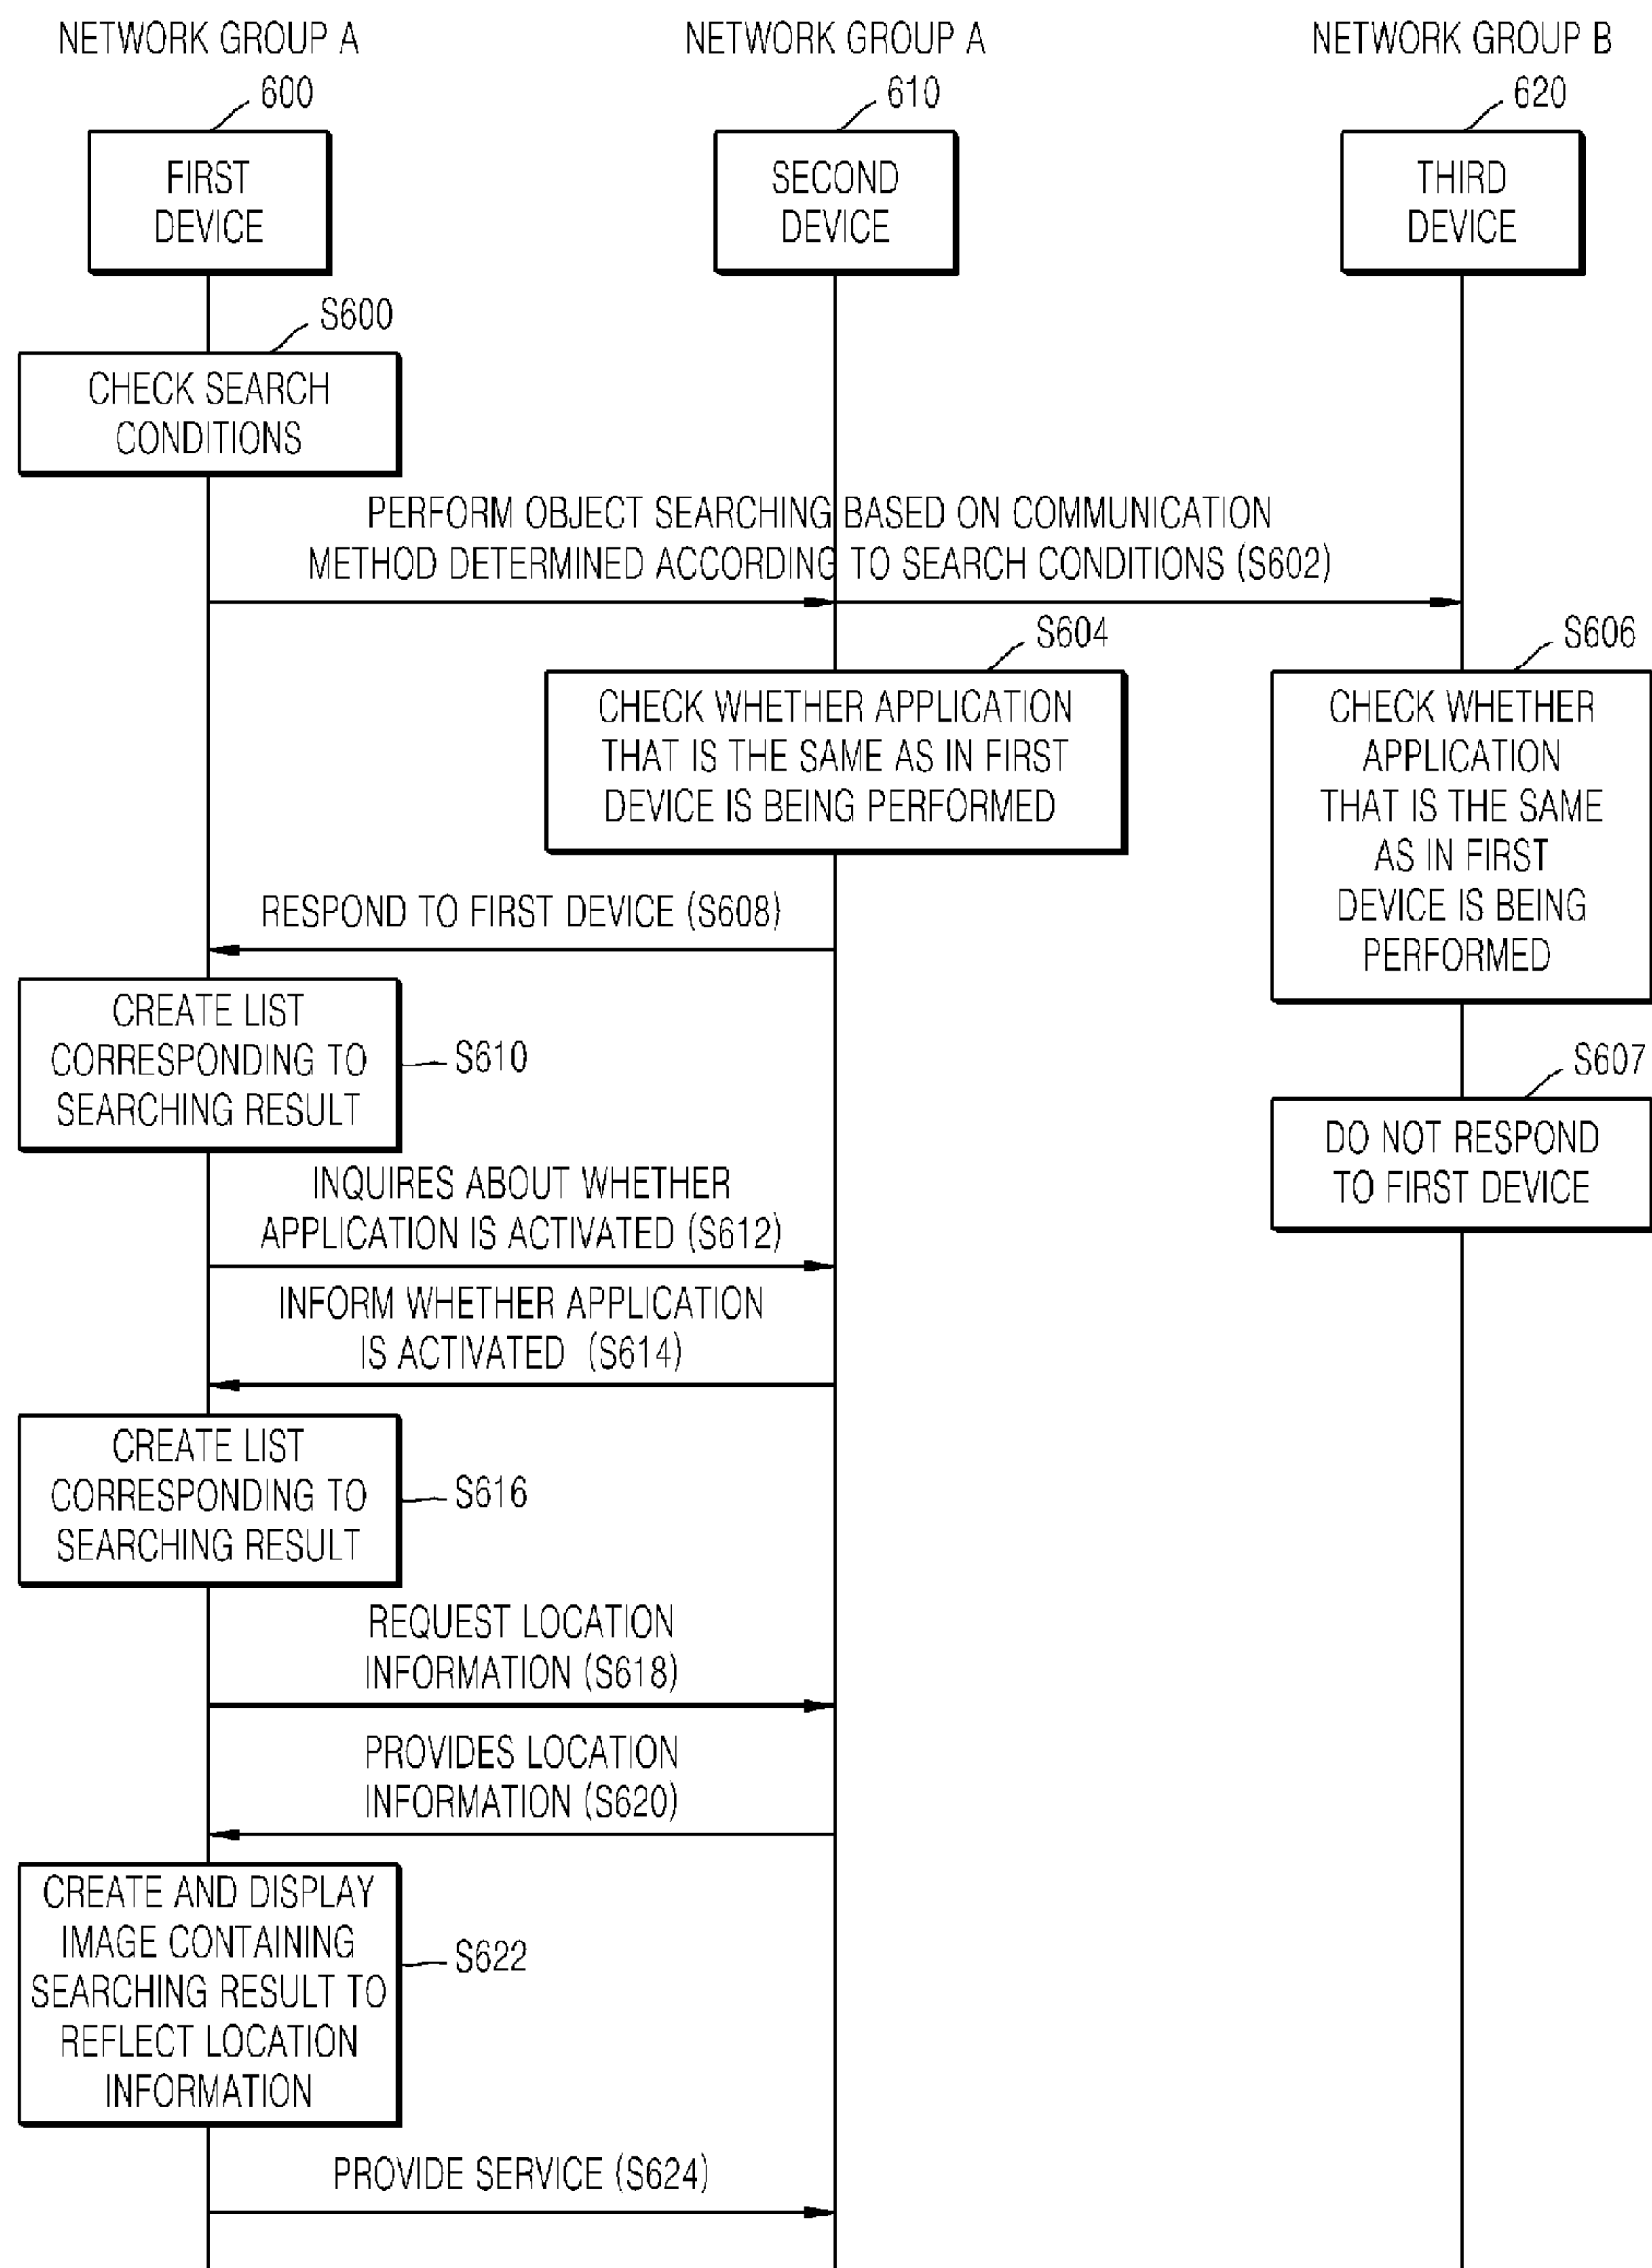 NETWORK GROUP A
NETWORK GROUP A
NETWORK GROUP B
600
610
620
FIRST
DEVICE
SECOND
DEVICE
THIRD
DEVICE
S600
CHECK SEARCH
CONDITIONS
PERFORM OBJECT SEARCHING BASED ON COMMUNICATION
METHOD DETERMINED ACCORDING TO SEARCH CONDITIONS (S602)
S604
CHECK WHETHER APPLICATION
THAT IS THE SAME AS IN FIRST
DEVICE IS BEING PERFORMED
S606
CHECK WHETHER
APPLICATION
THAT IS THE SAME
AS IN FIRST
DEVICE IS BEING
PERFORMED
RESPOND TO FIRST DEVICE (S608)
CREATE LIST
CORRESPONDING TO
SEARCHING RESULT
S610
S607
DO NOT RESPOND
TO FIRST DEVICE
INQUIRES ABOUT WHETHER
APPLICATION IS ACTIVATED (S612)
INFORM WHETHER APPLICATION
IS ACTIVATED (S614)
CREATE LIST
CORRESPONDING TO
SEARCHING RESULT
S616
REQUEST LOCATION
INFORMATION (S618)
PROVIDES LOCATION
INFORMATION (S620)
CREATE AND DISPLAY
IMAGE CONTAINING
SEARCHING RESULT TO
REFLECT LOCATION
INFORMATION
S622
PROVIDE SERVICE (S624)